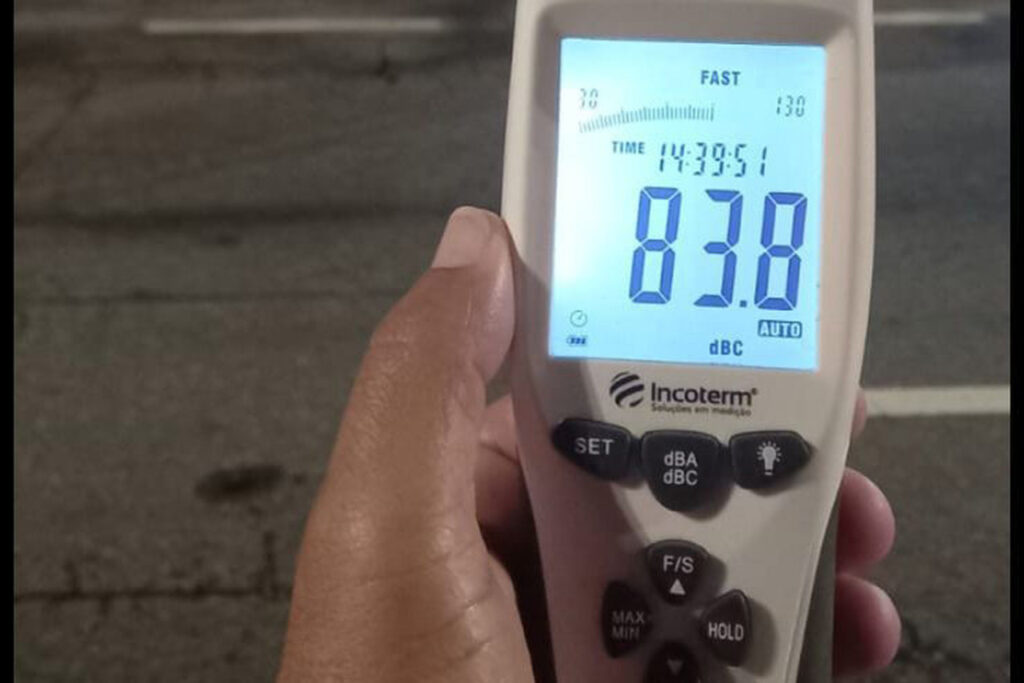 FAST
30 130
TIME 14:39:51
83.8
AUTO
dBC
Incoterm®
Soluções em medição
SET
dBA
dBC
F/S
MAX
MIN
HOLD